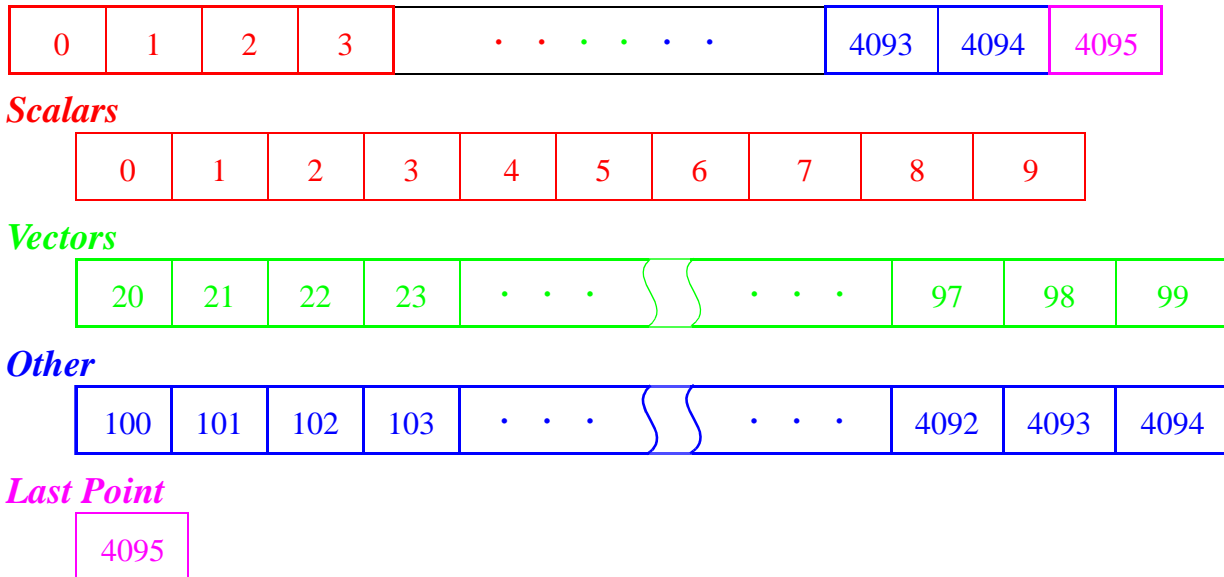 0 1 2 3 · · · · · · 4093 4094 4095
Scalars
0 1 2 3 4 5 6 7 8 9
Vectors
20 21 22 23 · · · · · · 97 98 99
Other
100 101 102 103 · · · · · · 4092 4093 4094
Last Point
4095